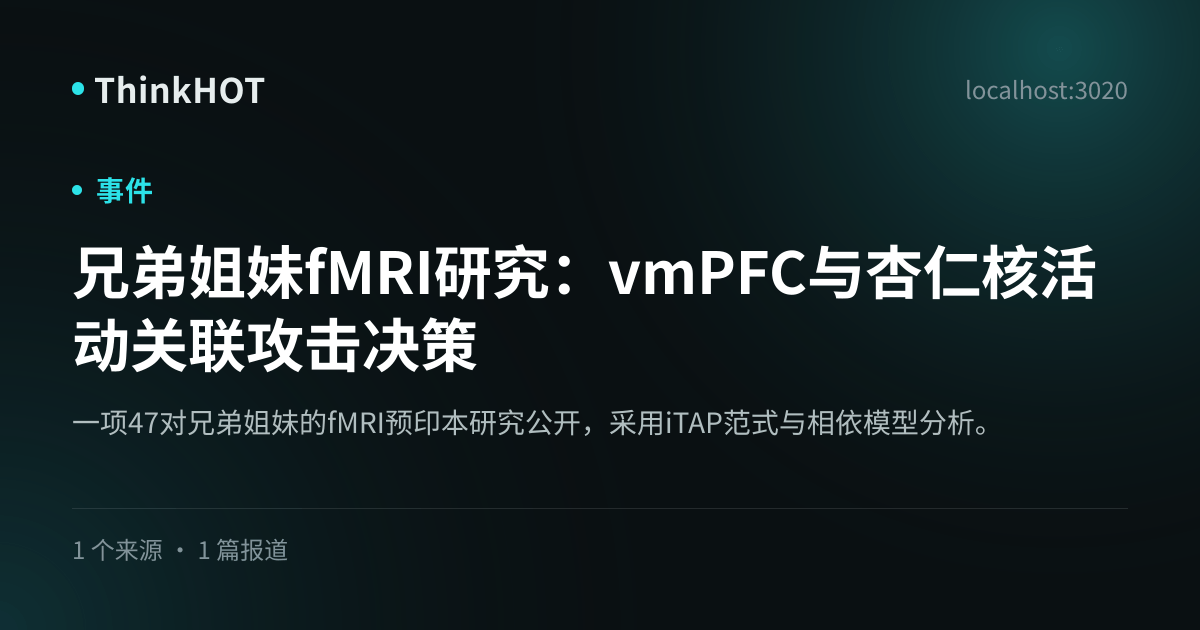 ThinkHOT
localhost:3020
事件
兄弟姐妹fMRI研究：vmPFC与杏仁核活
动关联攻击决策
一项47对兄弟姐妹的fMRI预印本研究公开，采用iTAP范式与相依模型分析。
1 个来源 · 1 篇报道